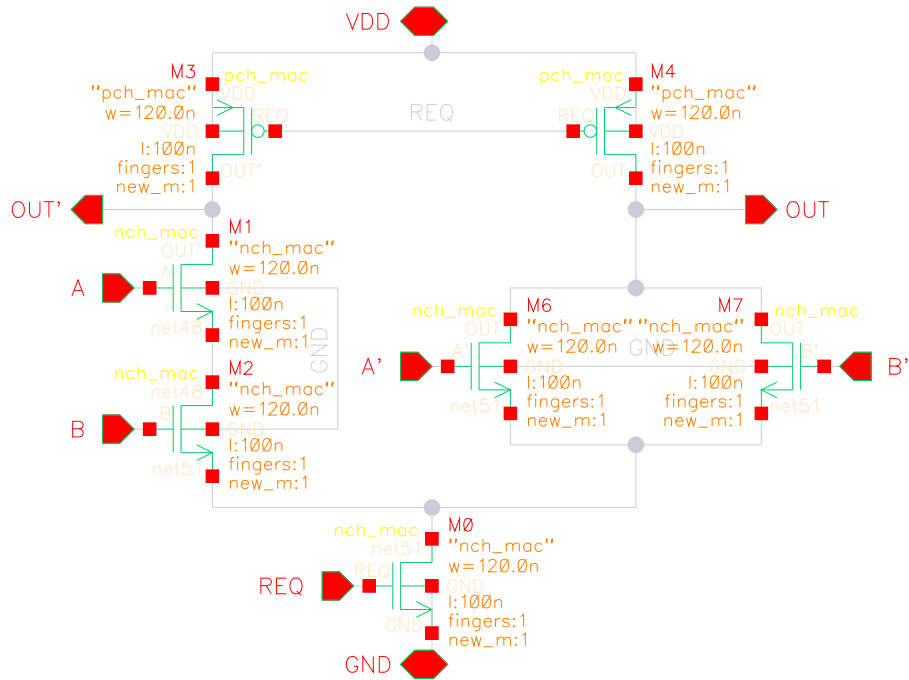 VDD
M3
pch_mac
"pch_mac"
VDD
w=120.0n
VDD
REQ
l:100n
fingers:1
OUT'
new_m:1
REQ
pch_mac
M4
VDD
"pch_mac"
w=120.0n
VDD
l:100n
OUT
fingers:1
new_m:1
OUT'
OUT
M1
nch_mac
"nch_mac"
OUT'
w=120.0n
A
A
GND
l:100n
net48
fingers:1
new_m:1
GND
M2
nch_mac
"nch_mac"
net48
w=120.0n
B
B
GND
l:100n
net51
fingers:1
new_m:1
M6
nch_mac
"nch_mac"
OUT
w=120.0n
A'
A'
GND
l:100n
net51
fingers:1
new_m:1
GND
M7
nch_mac
"nch_mac"
OUT
w=120.0n
B'
B'
GND
l:100n
net51
fingers:1
new_m:1
M0
nch_mac
"nch_mac"
net51
w=120.0n
REQ
REQ
GND
l:100n
GND
fingers:1
new_m:1
GND